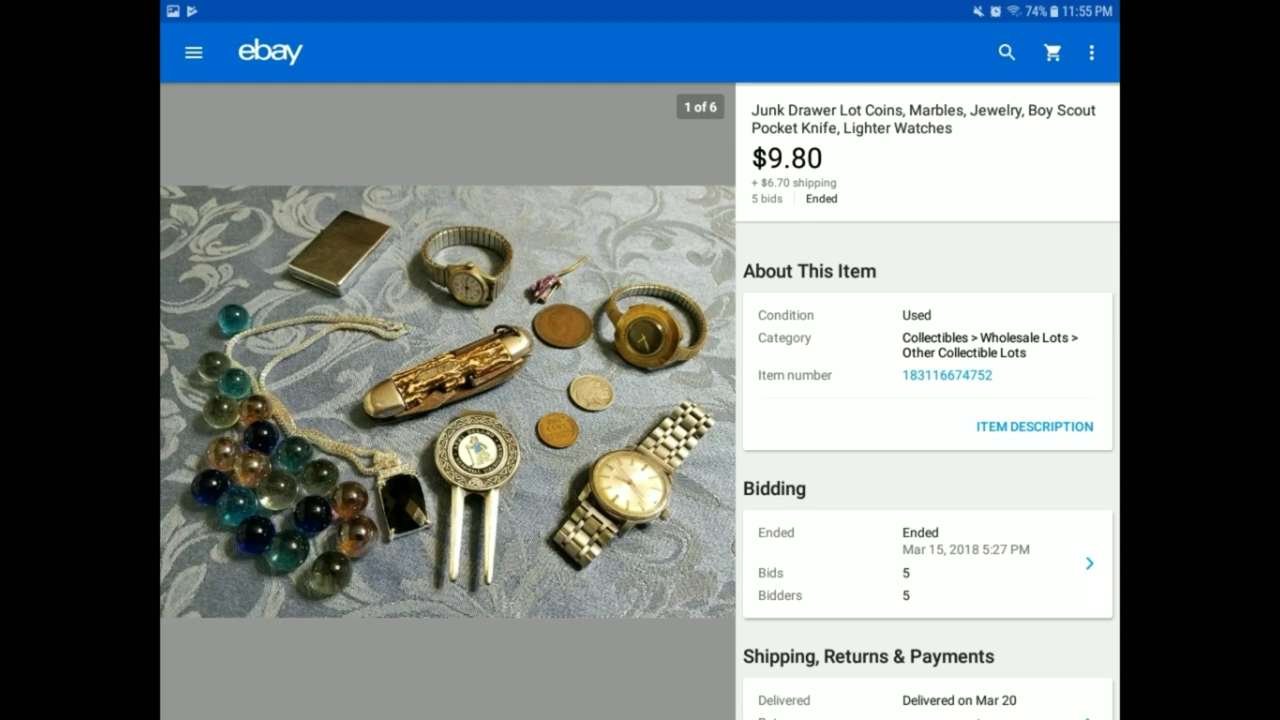 74% 11:55 PM
ebay
1 of 6
Junk Drawer Lot Coins, Marbles, Jewelry, Boy Scout
Pocket Knife, Lighter Watches
$9.80
+ $6.70 shipping
5 bids Ended
About This Item
Condition Used
Category Collectibles > Wholesale Lots >
Other Collectible Lots
Item number 183116674752
ITEM DESCRIPTION
Bidding
Ended Ended
Mar 15, 2018 5:27 PM
Bids 5
Bidders 5
Shipping, Returns & Payments
Delivered Delivered on Mar 20